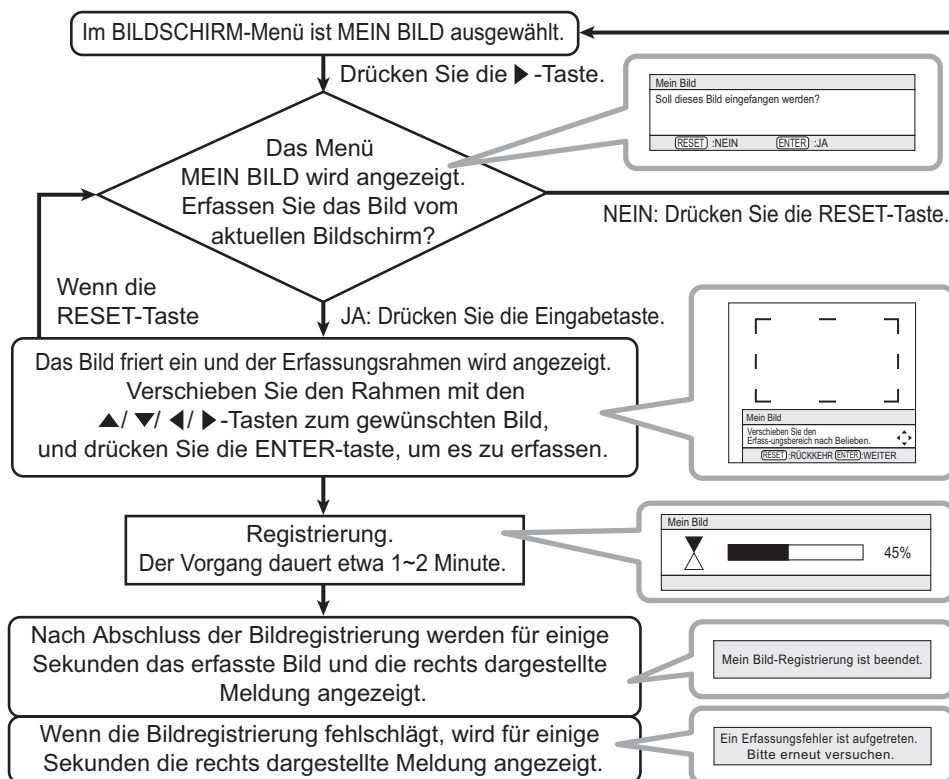 Im BILDSCHIRM-Menü ist MEIN BILD ausgewählt.
Drücken Sie die ▶ -Taste.
Mein Bild
Soll dieses Bild eingefangen werden?
RESET :NEIN ENTER :JA
Das Menü
MEIN BILD wird angezeigt.
Erfassen Sie das Bild vom
aktuellen Bildschirm?
NEIN: Drücken Sie die RESET-Taste.
Wenn die
RESET-Taste
JA: Drücken Sie die Eingabetaste.
Das Bild friert ein und der Erfassungsrahmen wird angezeigt.
Verschieben Sie den Rahmen mit den
▲/ ▼/ ◀/ ▶ -Tasten zum gewünschten Bild,
und drücken Sie die ENTER-taste, um es zu erfassen.
Mein Bild
Verschieben Sie den
Erfass-ungsbereich nach Belieben.
RESET :RÜCKKEHR ENTER :WEITER
Registrierung.
Der Vorgang dauert etwa 1~2 Minute.
Mein Bild
45%
Nach Abschluss der Bildregistrierung werden für einige
Sekunden das erfasste Bild und die rechts dargestellte
Meldung angezeigt.
Mein Bild-Registrierung ist beendet.
Wenn die Bildregistrierung fehlschlägt, wird für einige
Sekunden die rechts dargestellte Meldung angezeigt.
Ein Erfassungsfehler ist aufgetreten.
Bitte erneut versuchen.